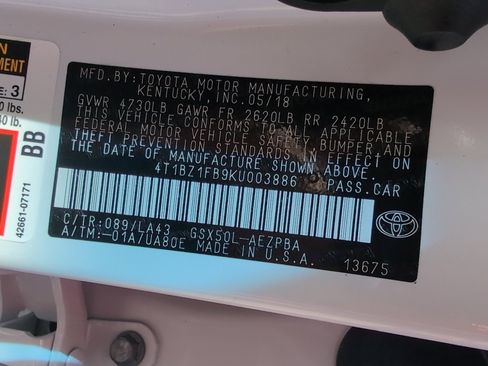 MFD.BY:TOYOTA MOTOR MANUFACTURING,
KENTUCKY, INC. 05/18
GVWR 4730LB GAWR FR 2620LB RR 2420LB
THIS VEHICLE CONFORMS TO ALL APPLICABLE
FEDERAL MOTOR VEHICLE SAFETY, BUMPER AND
THEFT PREVENTION STANDARDS IN EFFECT ON
THE DATE OF MANUFACTURE SHOWN ABOVE.
4T1BZ1FB9KU003886 PASS.CAR
C/TR:089/LA43 GSX50L-AEZPBA
A/TM:-01A/UA80E MADE IN U.S.A.
13675
3
lbs.
lb.
BB
42661-07171